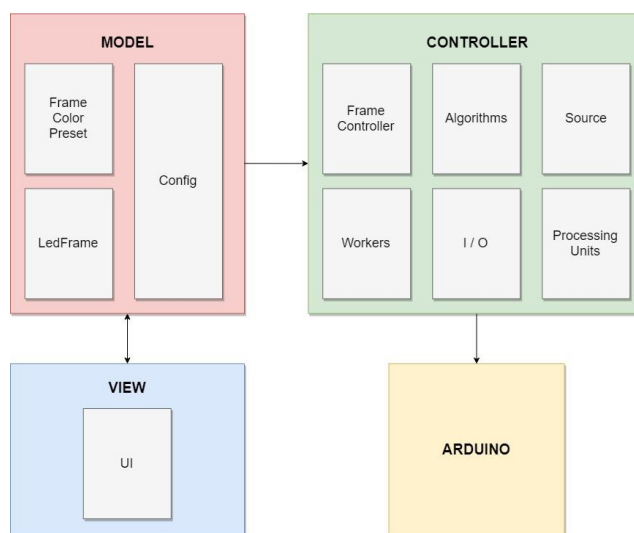 MODEL
Frame
Color
Preset
Config
LedFrame
CONTROLLER
Frame
Controller
Algorithms
Source
Workers
I / O
Processing
Units
VIEW
UI
ARDUINO